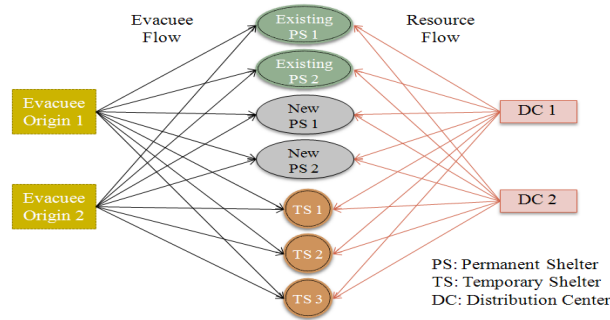 Evacuee
Flow
Resource
Flow
Existing
PS 1
Existing
PS 2
New
PS 1
New
PS 2
TS 1
TS 2
TS 3
Evacuee
Origin 1
Evacuee
Origin 2
DC 1
DC 2
PS: Permanent Shelter
TS: Temporary Shelter
DC: Distribution Center